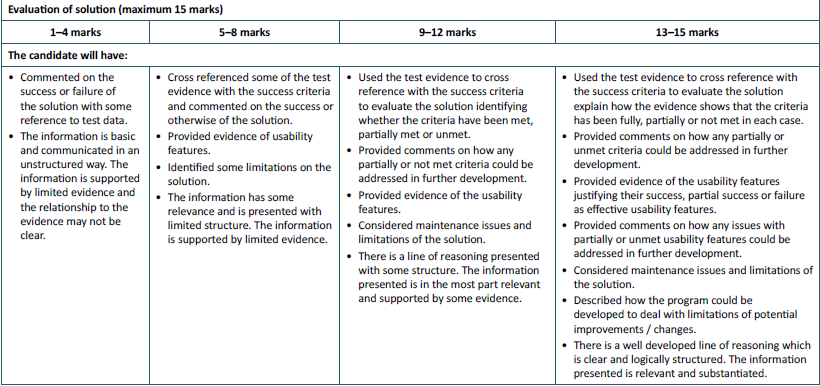 Evaluation of solution (maximum 15 marks)
1–4 marks
5–8 marks
9–12 marks
13–15 marks
The candidate will have:
• Commented on the
success or failure of
the solution with some
reference to test data.
• The information is basic
and communicated in an
unstructured way. The
information is supported
by limited evidence and
the relationship to the
evidence may not be
clear.
• Cross referenced some of the test
evidence with the success criteria
and commented on the success or
otherwise of the solution.
• Provided evidence of usability
features.
• Identified some limitations on the
solution.
• The information has some
relevance and is presented with
limited structure. The information
is supported by limited evidence.
• Used the test evidence to cross
reference with the success criteria
to evaluate the solution identifying
whether the criteria have been met,
partially met or unmet.
• Provided comments on how any
partially or not met criteria could be
addressed in further development.
• Provided evidence of the usability
features.
• Considered maintenance issues and
limitations of the solution.
• There is a line of reasoning presented
with some structure. The information
presented is in the most part relevant
and supported by some evidence.
• Used the test evidence to cross reference with
the success criteria to evaluate the solution
explain how the evidence shows that the criteria
has been fully, partially or not met in each case.
• Provided comments on how any partially or
unmet criteria could be addressed in further
development.
• Provided evidence of the usability features
justifying their success, partial success or failure
as effective usability features.
• Provided comments on how any issues with
partially or unmet usability features could be
addressed in further development.
• Considered maintenance issues and limitations of
the solution.
• Described how the program could be
developed to deal with limitations of potential
improvements / changes.
• There is a well developed line of reasoning which
is clear and logically structured. The information
presented is relevant and substantiated.